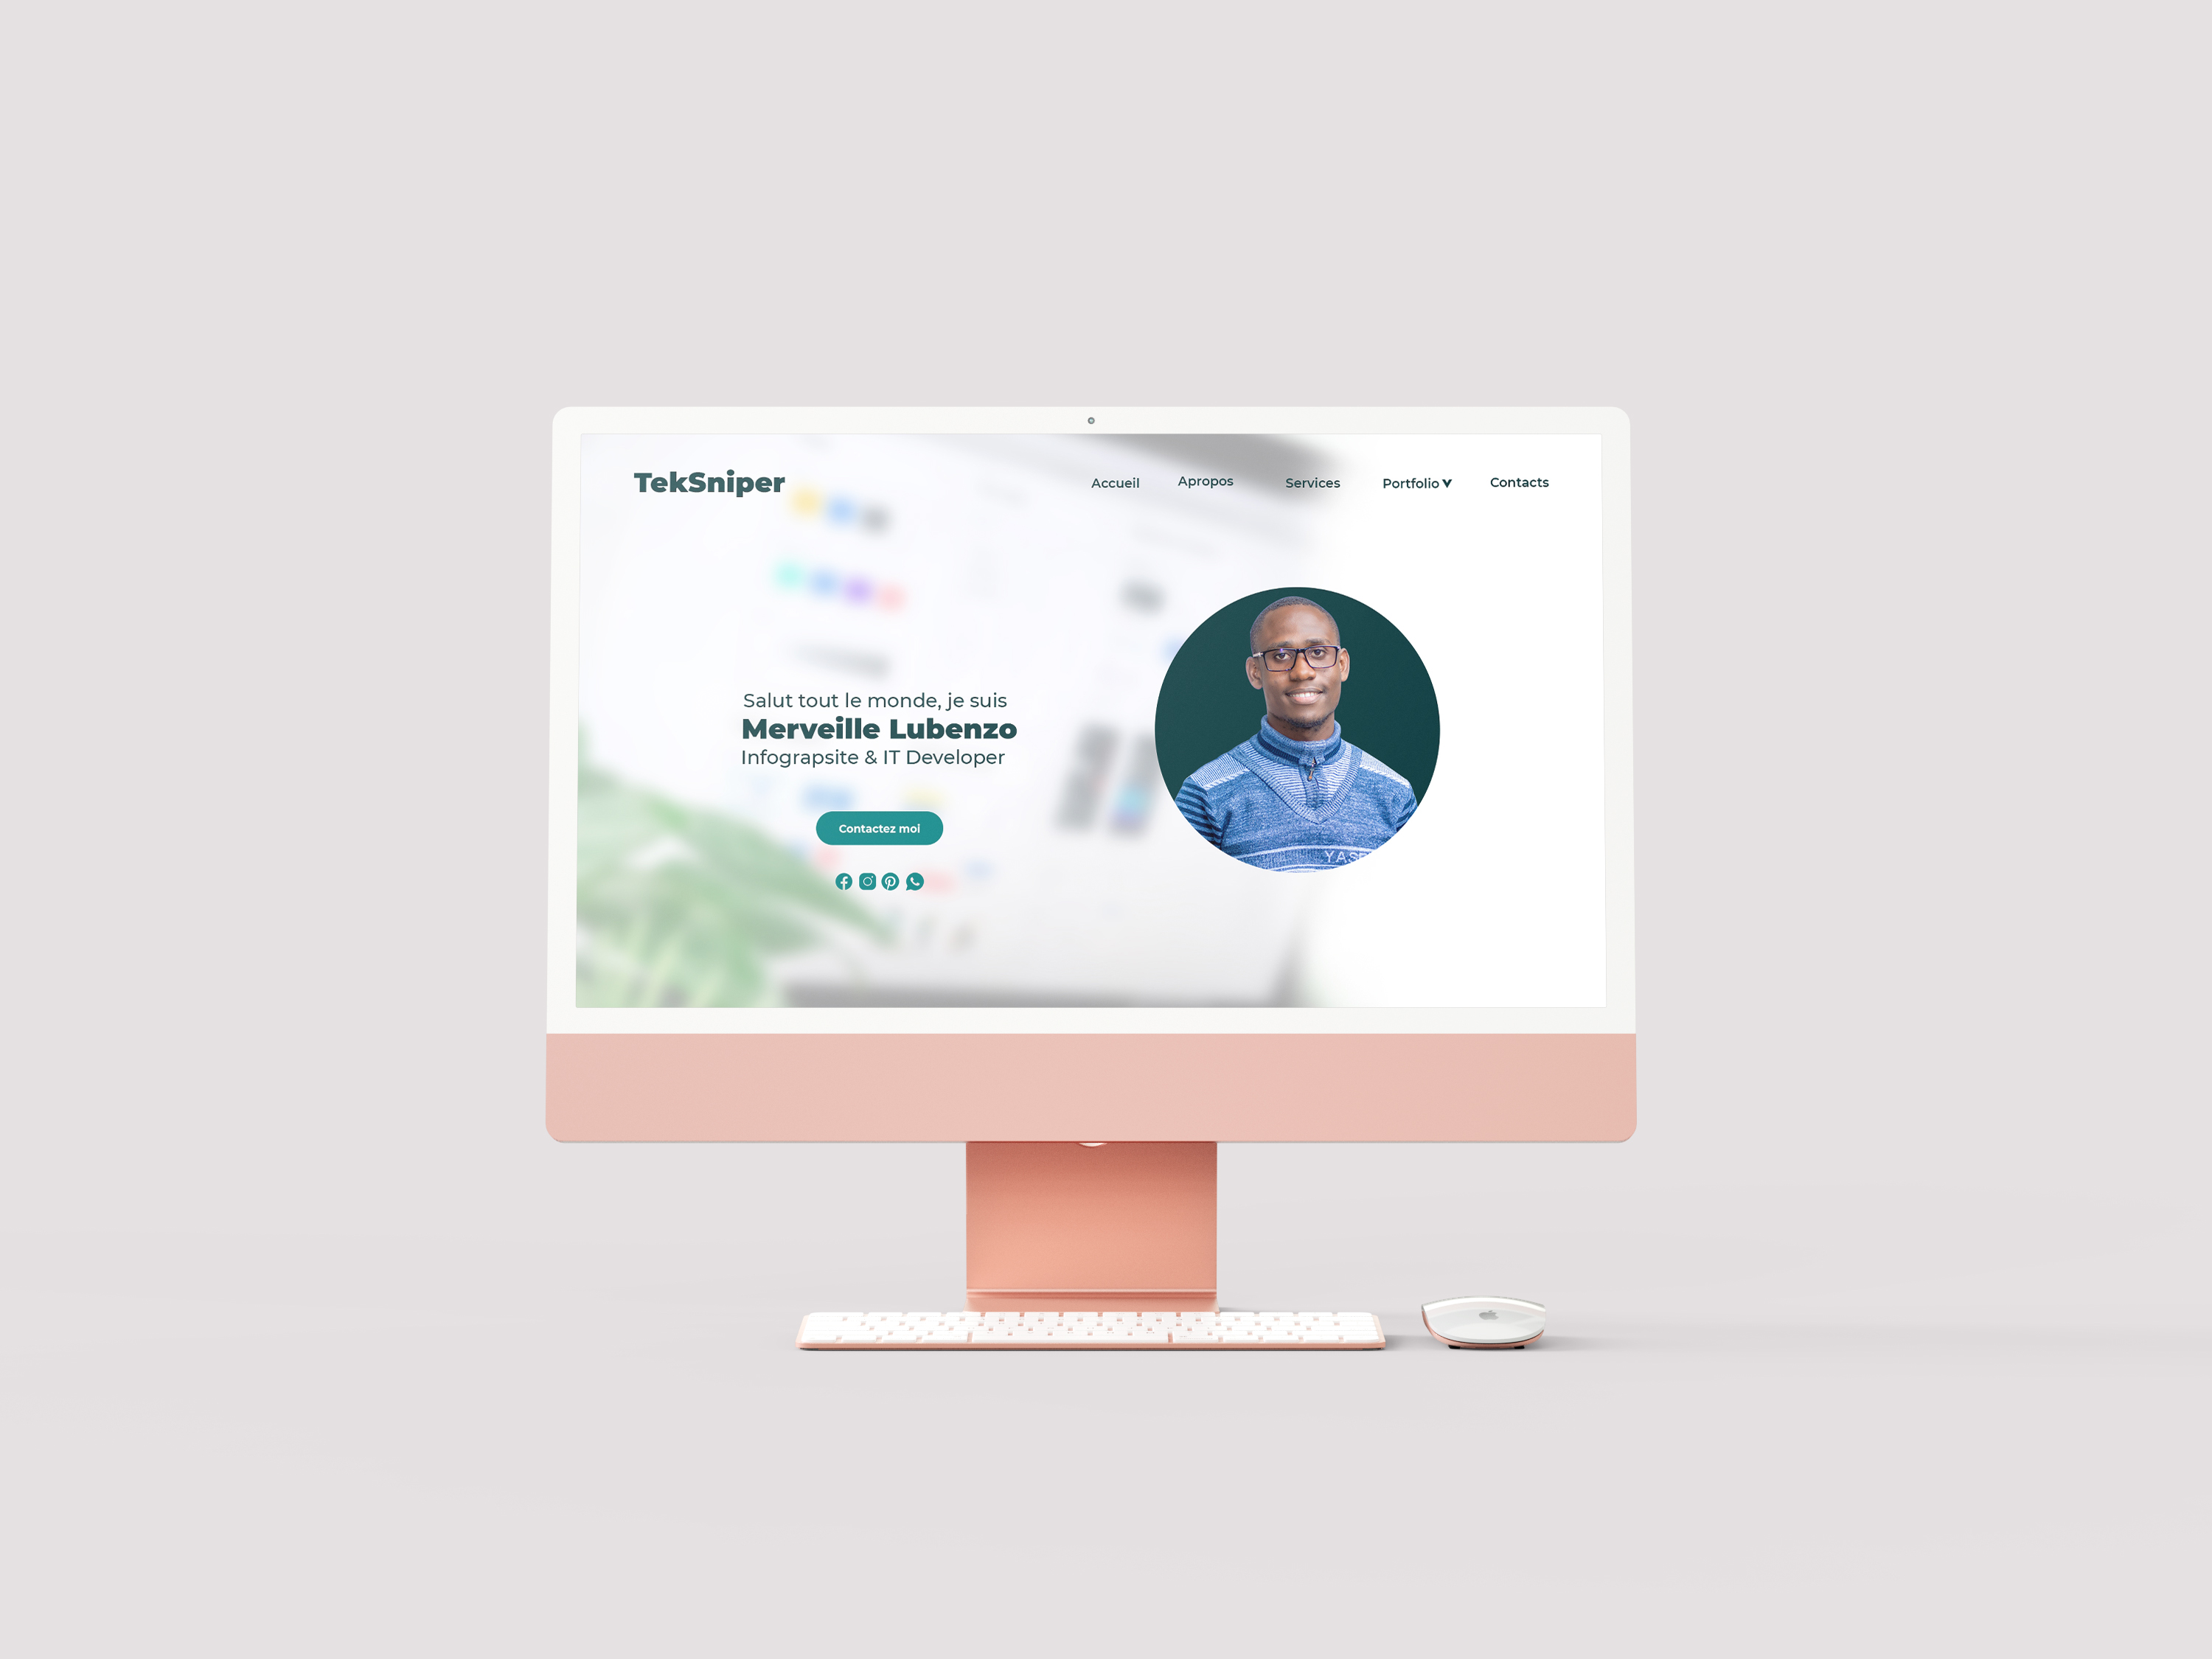 TekSniper
Accueil Apropos Services Portfolio Contacts
Salut tout le monde, je suis
Merveille Lubenzo
Infograpsite & IT Developer
Contactez moi